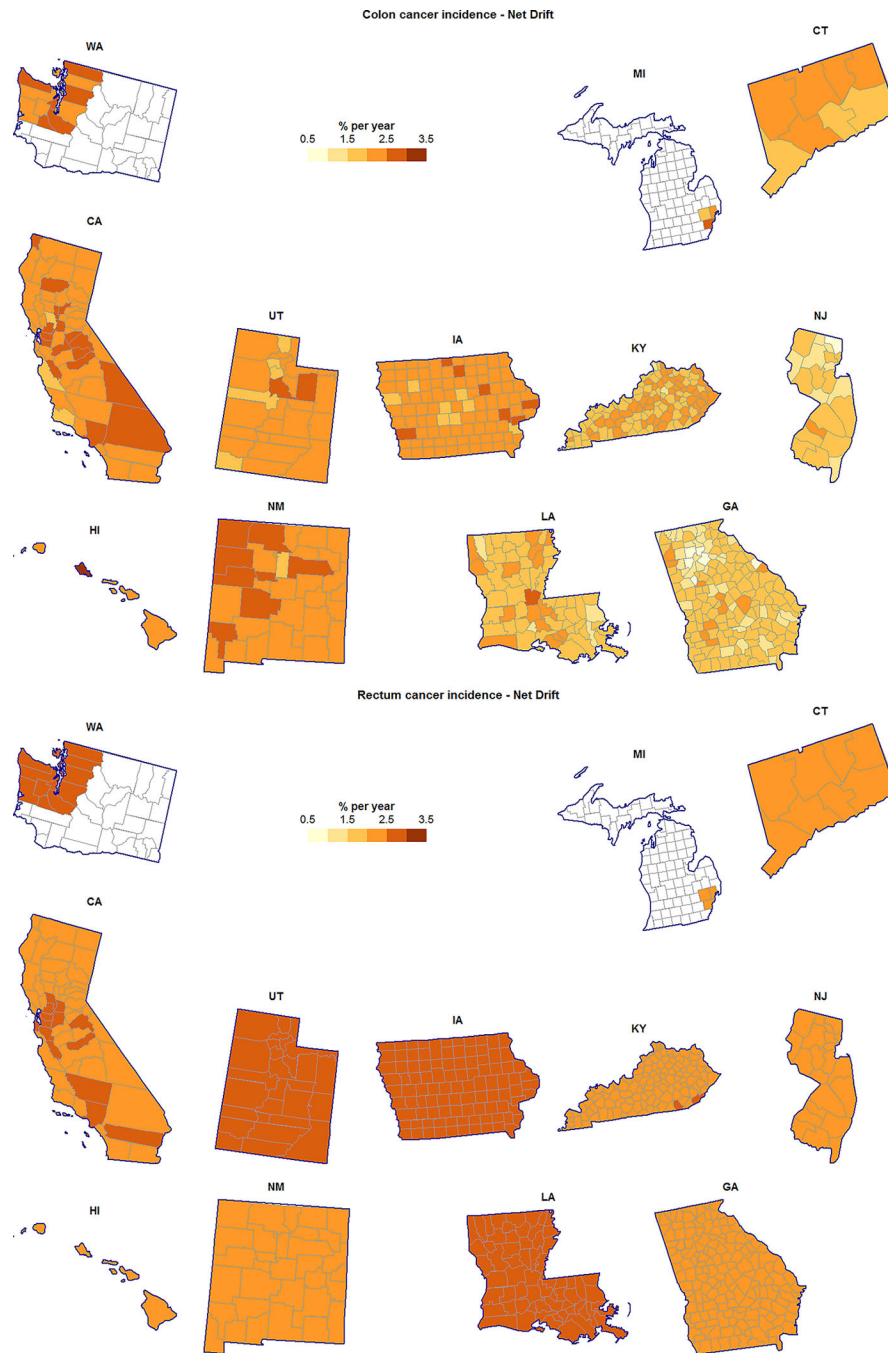 Colon cancer incidence - Net Drift
WA
MI
CT
% per year
0.5 1.5 2.5 3.5
CA
UT
IA
KY
NJ
HI
NM
LA
GA
Rectum cancer incidence - Net Drift
WA
MI
CT
% per year
0.5 1.5 2.5 3.5
CA
UT
IA
KY
NJ
HI
NM
LA
GA